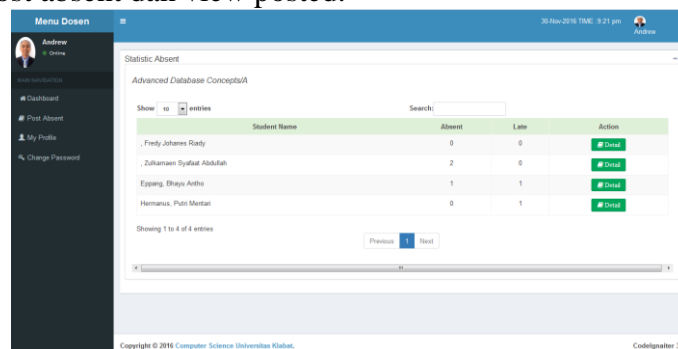 ost absent dan view posted.
Menu Dosen
30-Nov-2016 TIME: 9:21 pm
Andrew
Andrew
Online
MAIN NAVIGATION
Dashboard
Post Absent
My Profile
Change Password
Statistic Absent
Advanced Database Concepts/A
Show 10 entries Search:
Student Name Absent Late Action
, Fredy Johanes Riady 0 0 Detail
, Zulkarnaen Syafaat Abdullah 2 0 Detail
Eppang, Bhayu Antho 1 1 Detail
Hermanus, Putri Mentari 0 1 Detail
Showing 1 to 4 of 4 entries
Previous 1 Next
Copyright © 2016 Computer Science Universitas Klabat. CodeIgnaiter 3